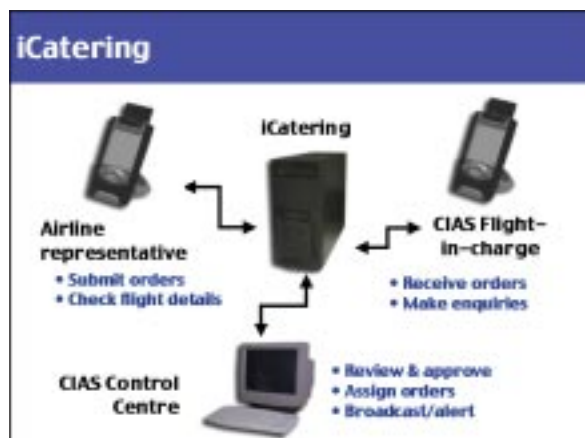 iCatering
iCatering
Airline
representative
• Submit orders
• Check flight details
CIAS Flight-
in-charge
• Receive orders
• Make enquiries
CIAS Control
Centre
• Review & approve
• Assign orders
• Broadcast/alert